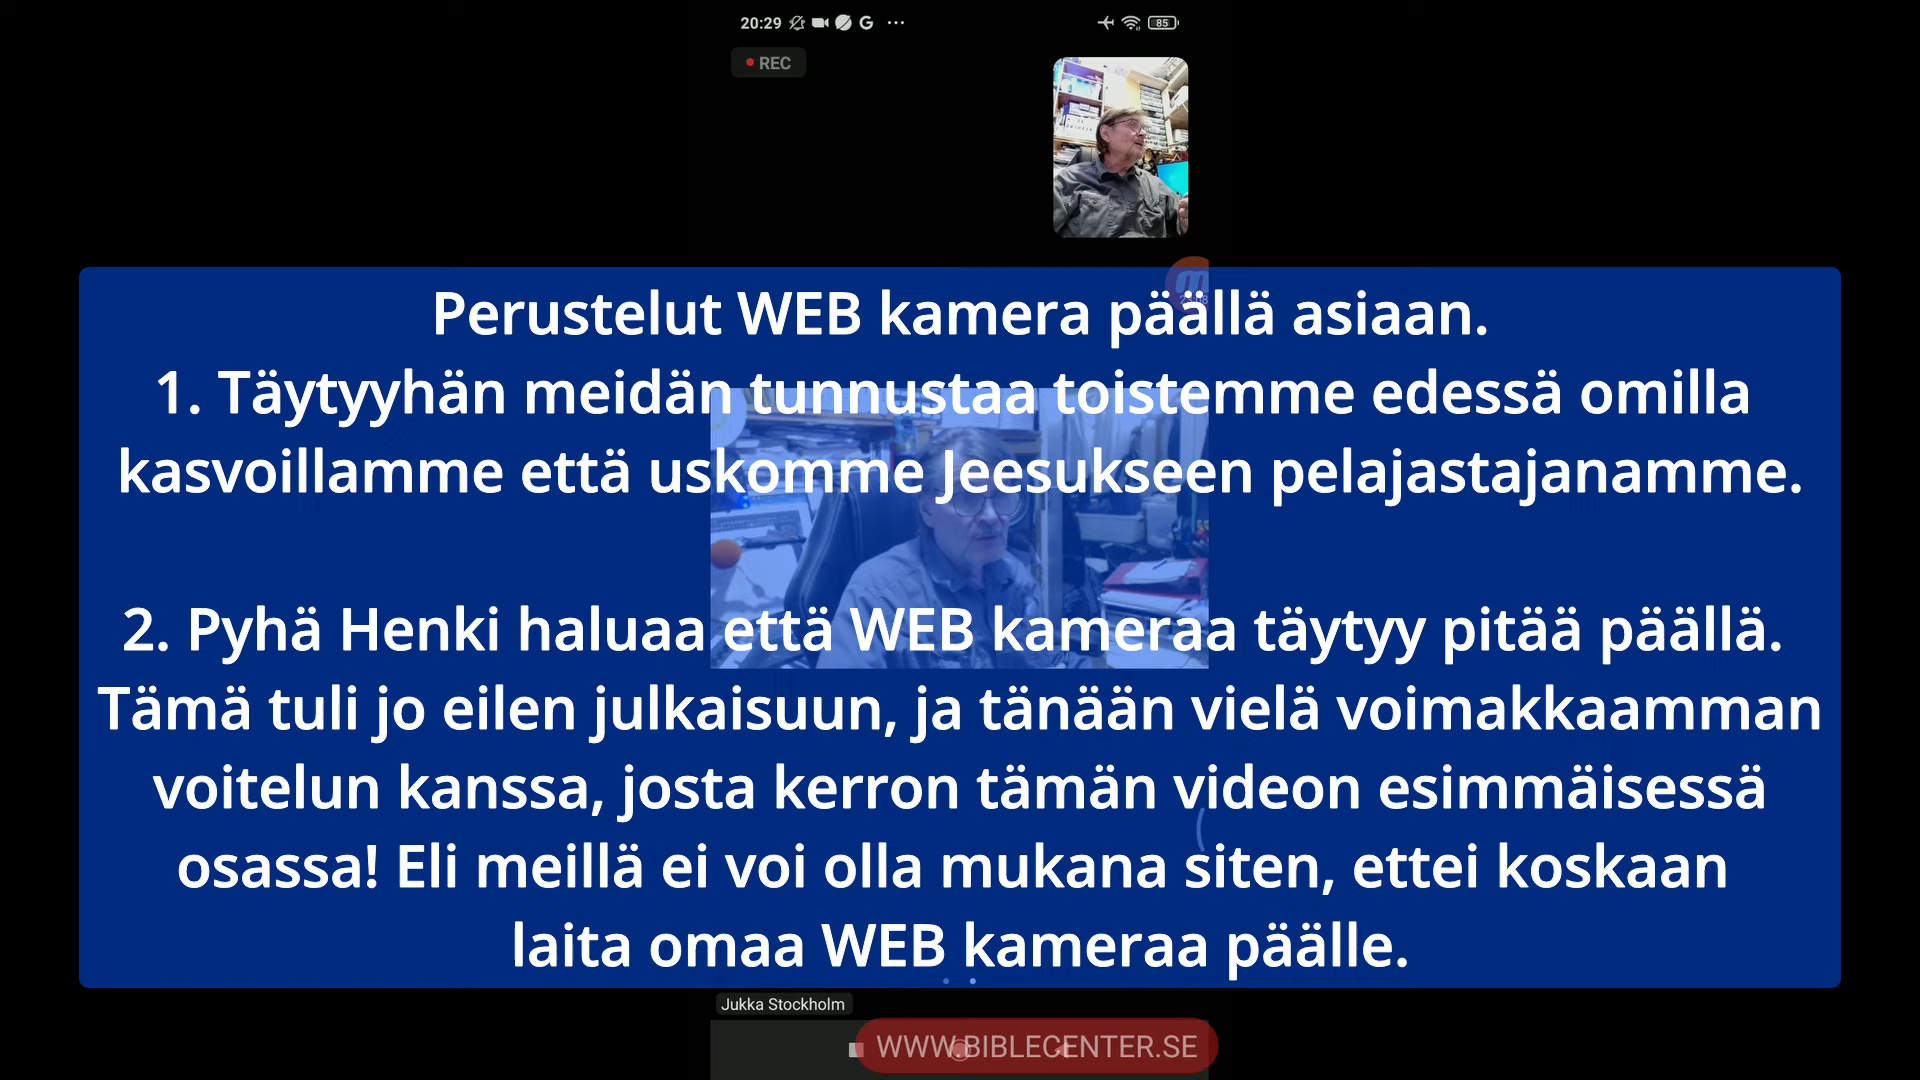 20:29
85
REC
Perustelut WEB kamera päällä asiaan.
1. Täytyyhän meidän tunnustaa toistemme edessä omilla
kasvoillamme että uskomme Jeesukseen pelajastajanamme.
2. Pyhä Henki haluaa että WEB kameraa täytyy pitää päällä.
Tämä tuli jo eilen julkaisuun, ja tänään vielä voimakkaamman
voitelun kanssa, josta kerron tämän videon esimmäisessä
osassa! Eli meillä ei voi olla mukana siten, ettei koskaan
laita omaa WEB kameraa päälle.
Jukka Stockholm
WWW.BIBLECENTER.SE